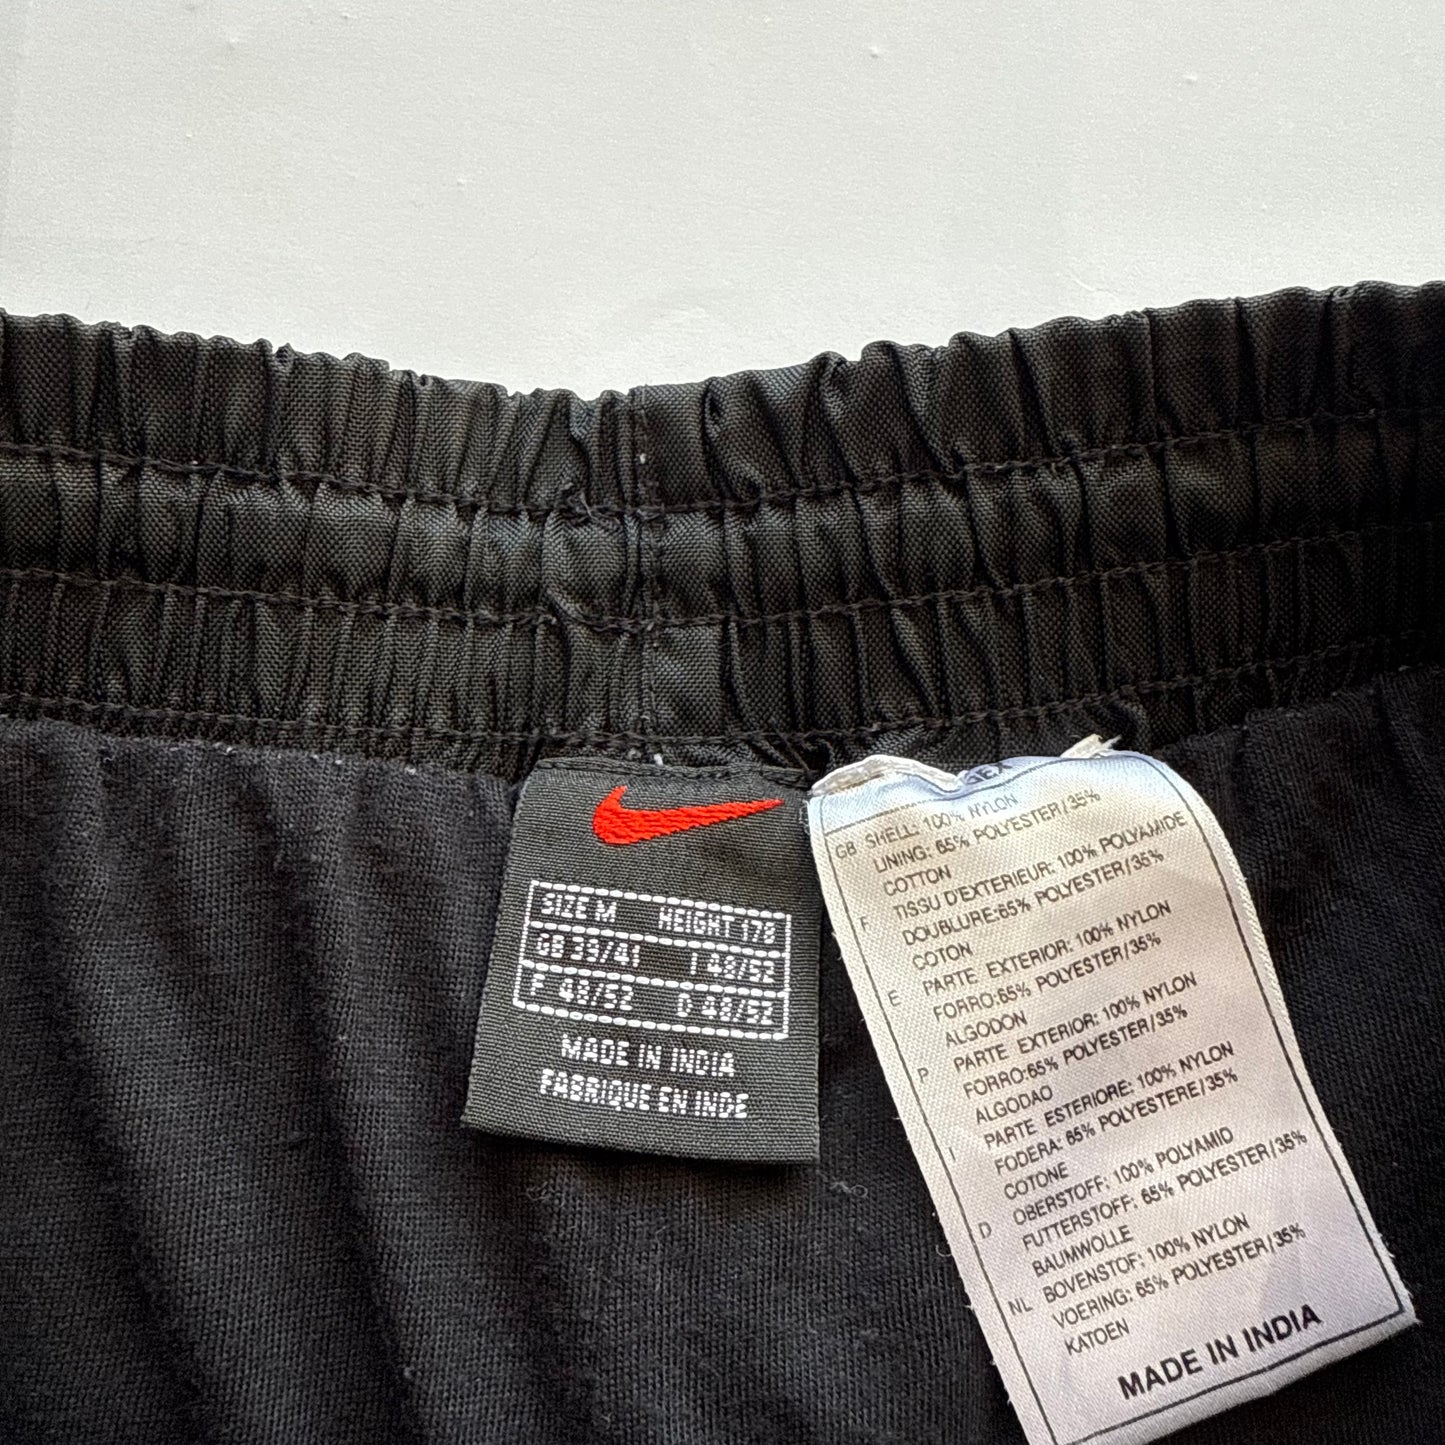 SIZE M HEIGHT 178
GB 39/41 I 48/52
F 48/52 D 48/52
MADE IN INDIA
FABRIQUE EN INDE
GB SHELL: 100% NYLON
LINING: 65% POLYESTER/35%
COTTON
F TISSU D'EXTERIEUR: 100% POLYAMIDE
DOUBLURE:65% POLYESTER/35%
COTON
E PARTE EXTERIOR: 100% NYLON
FORRO:65% POLYESTER/35%
ALGODON
P PARTE EXTERIOR: 100% NYLON
FORRO:65% POLYESTER/35%
ALGODAO
I PARTE ESTERIORE: 100% NYLON
FODERA: 65% POLYESTERE/35%
COTONE
D OBERSTOFF: 100% POLYAMID
FUTTERSTOFF: 65% POLYESTER/35%
BAUMWOLLE
NL BOVENSTOF: 100% NYLON
VOERING: 65% POLYESTER/35%
KATOEN
MADE IN INDIA